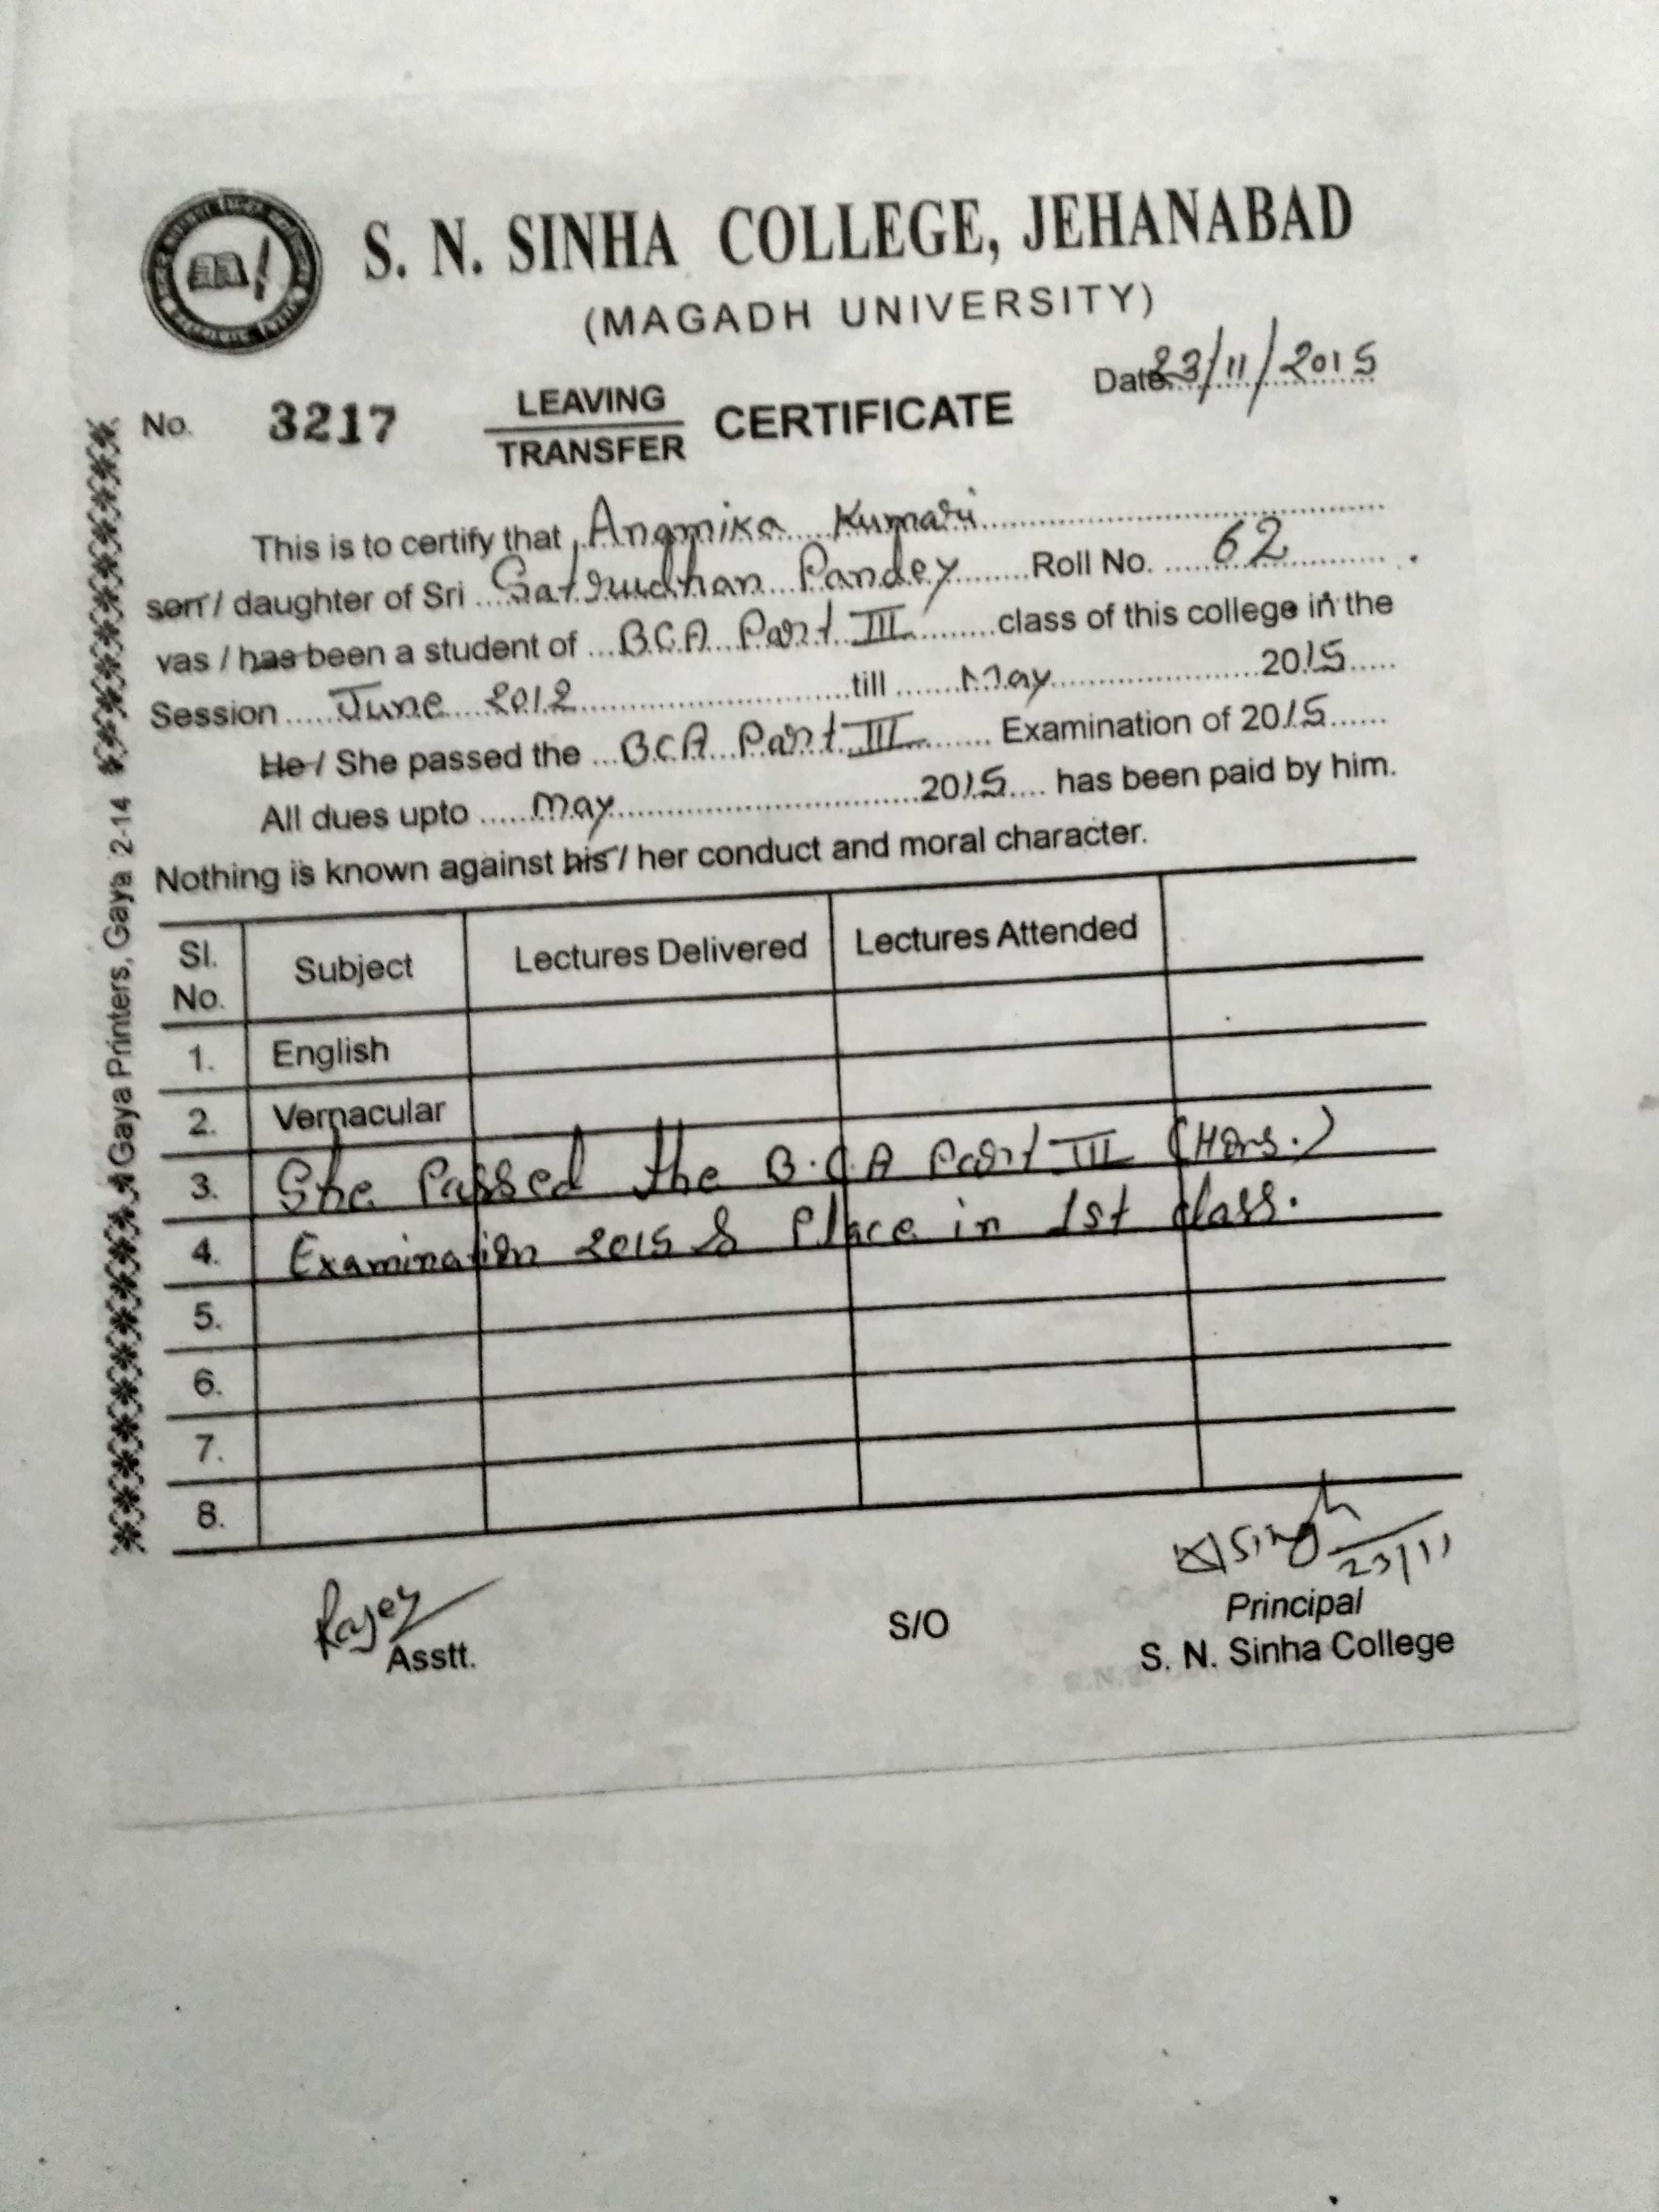 S. N. SINHA COLLEGE, JEHANABAD
(MAGADH UNIVERSITY)
Date 23/11/2015
No. 3217 LEAVING / TRANSFER CERTIFICATE
This is to certify that Anamika Kumari
son / daughter of Sri Satrudhan Pandey Roll No. 62
vas / has been a student of BCA Part III class of this college in the
Session June 2012 till May 2015
He / She passed the BCA Part III Examination of 2015
All dues upto May 2015 has been paid by him.
Nothing is known against his / her conduct and moral character.
Sl. No. Subject Lectures Delivered Lectures Attended
1. English
2. Vernacular
3. She Passed the B.C.A Part III (Hons.)
4. Examination 2015 & Place in 1st class.
5.
6.
7.
8.
Singh 23/11
Asstt. S/O Principal
S. N. Sinha College
Gaya Printers, Gaya 2-14